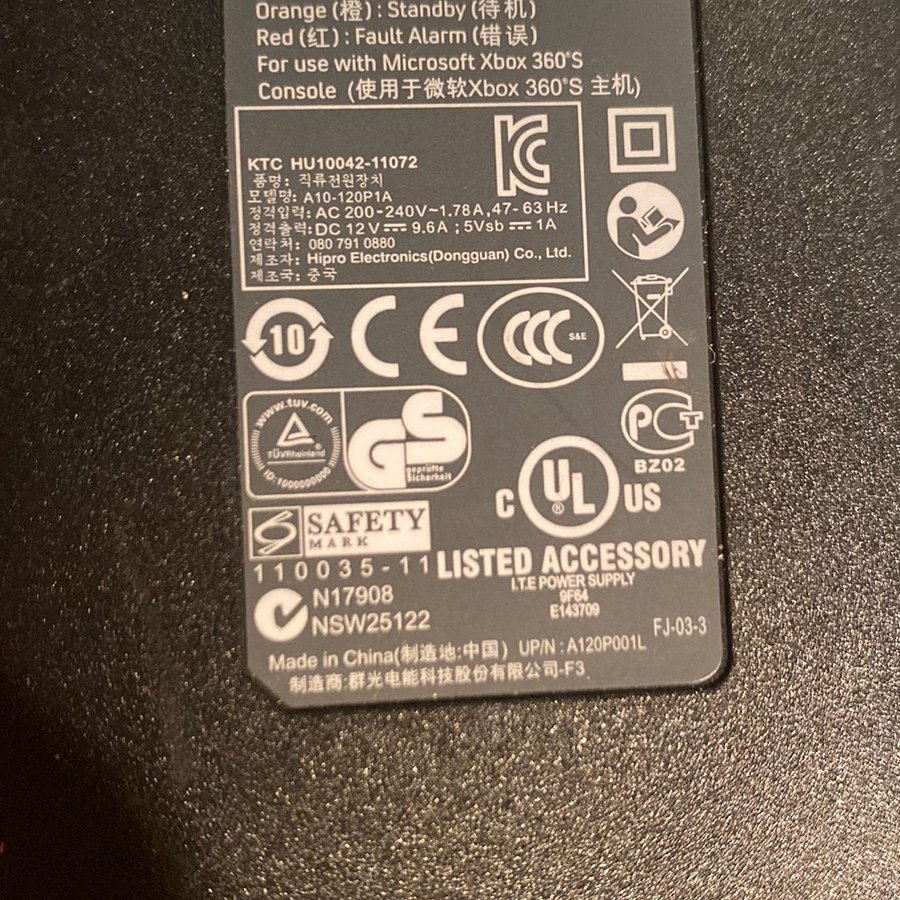 Orange (橙) : Standby (待机)
Red (红) : Fault Alarm (错误)
For use with Microsoft Xbox 360®S
Console (使用于微软Xbox 360®S 主机)
KTC HU10042-11072
품명: 직류전원장치
모델명: A10-120P1A
정격입력: AC 200-240V~1.78A,47-63Hz
정격출력: DC 12V⎓ 9.6A ; 5Vsb ⎓ 1A
연락처: 080 791 0880
제조자: Hipro Electronics(Dongguan) Co., Ltd.
제조국: 중국
KC
10
CE
CCC S&E
www.tuv.com
TÜVRheinland®
ID:1000000000
GS
geprüfte
Sicherheit
PCT
BZ02
C UL® US
SAFETY
MARK
110035-11
LISTED ACCESSORY
I.T.E POWER SUPPLY
9F64
E143709
N17908
NSW25122
FJ-03-3
Made in China(制造地:中国) UP/N : A120P001L
制造商:群光电能科技股份有限公司-F3